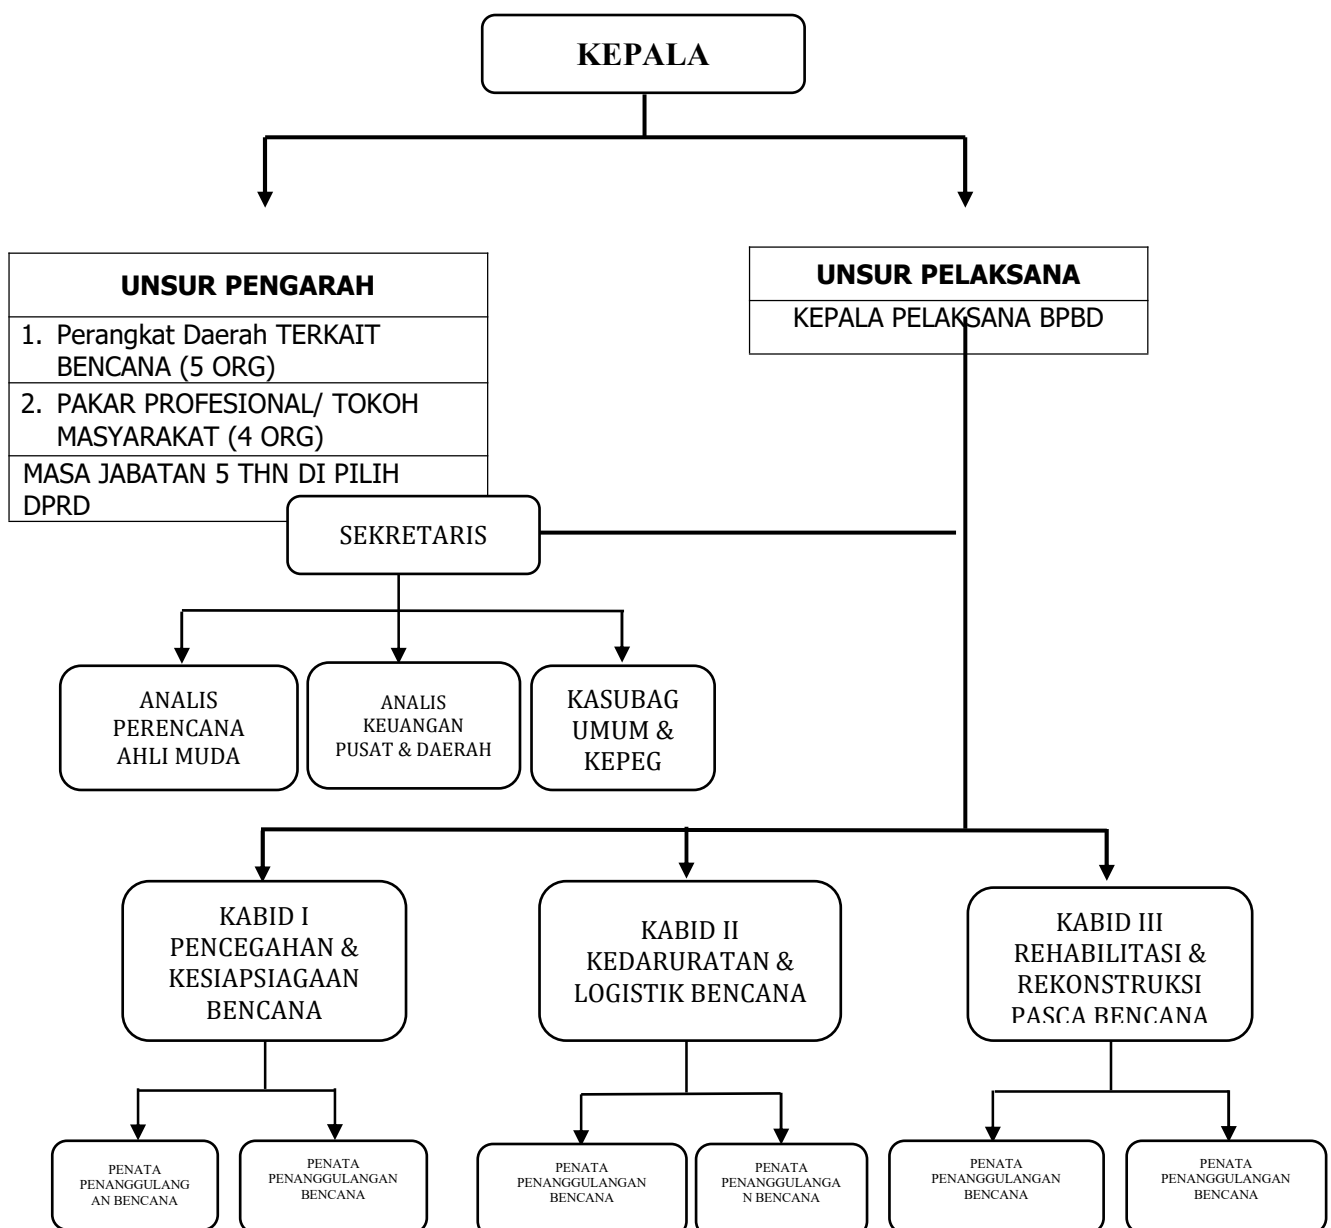 KEPALA
UNSUR PENGARAH
1. Perangkat Daerah TERKAIT
BENCANA (5 ORG)
2. PAKAR PROFESIONAL/ TOKOH
MASYARAKAT (4 ORG)
MASA JABATAN 5 THN DI PILIH
DPRD
UNSUR PELAKSANA
KEPALA PELAKSANA BPBD
SEKRETARIS
ANALIS
PERENCANA
AHLI MUDA
ANALIS
KEUANGAN
PUSAT & DAERAH
KASUBAG
UMUM &
KEPEG
KABID I
PENCEGAHAN &
KESIAPSIAGAAN
BENCANA
KABID II
KEDARURATAN &
LOGISTIK BENCANA
KABID III
REHABILITASI &
REKONSTRUKSI
PASCA BENCANA
PENATA
PENANGGULANG
AN BENCANA
PENATA
PENANGGULANGAN
BENCANA
PENATA
PENANGGULANGAN
BENCANA
PENATA
PENANGGULANGA
N BENCANA
PENATA
PENANGGULANGAN
BENCANA
PENATA
PENANGGULANGAN
BENCANA